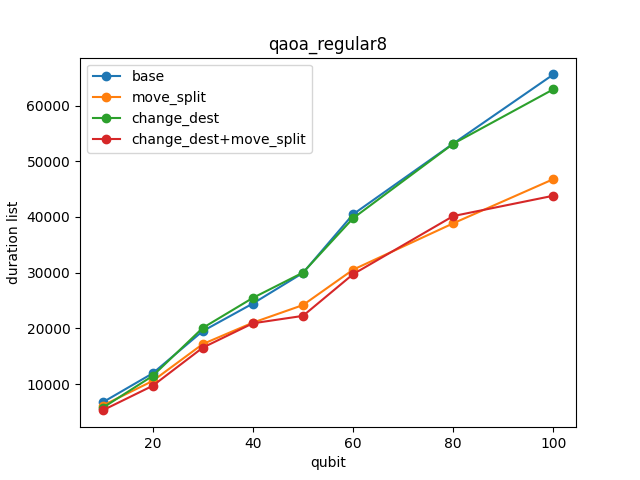 qaoa_regular8
base
move_split
change_dest
change_dest+move_split
duration list
60000
50000
40000
30000
20000
10000
20
40
60
80
100
qubit